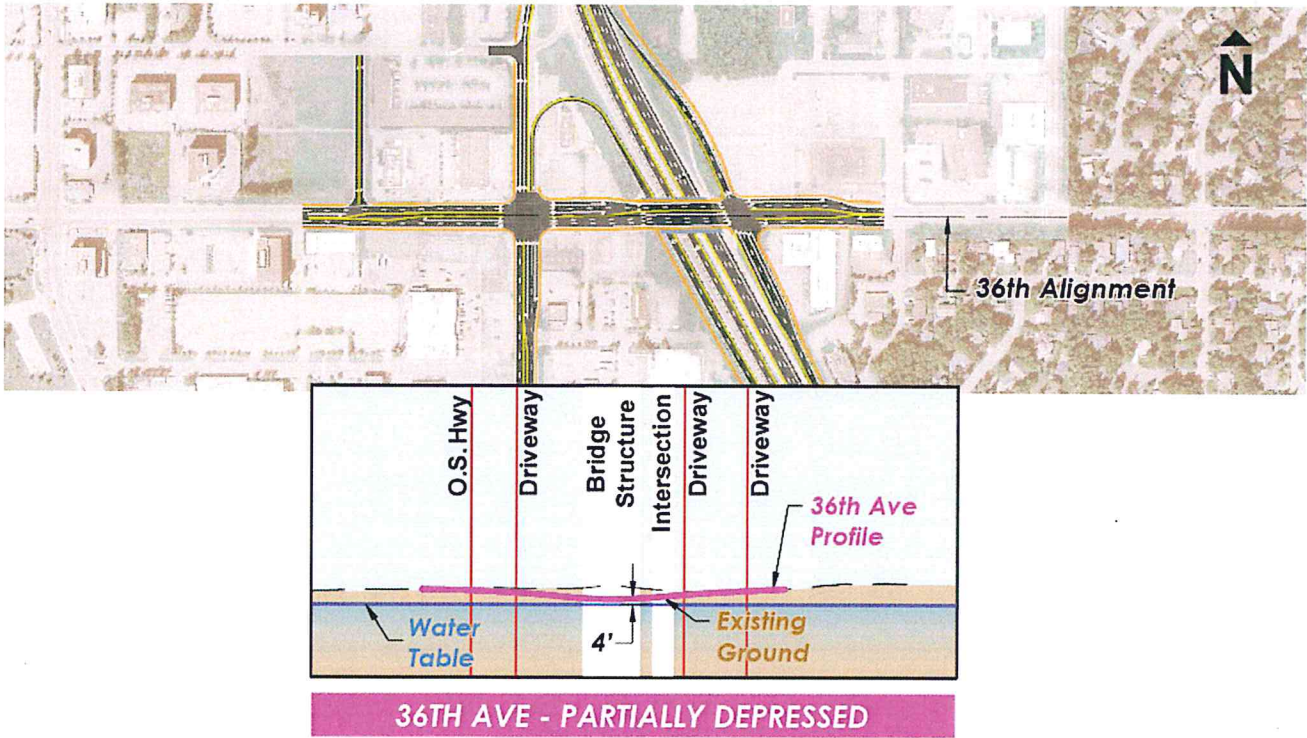 N
36th Alignment
O.S. Hwy
Driveway
Bridge
Structure
Intersection
Driveway
Driveway
36th Ave
Profile
Water
Table
4'
Existing
Ground
36TH AVE - PARTIALLY DEPRESSED